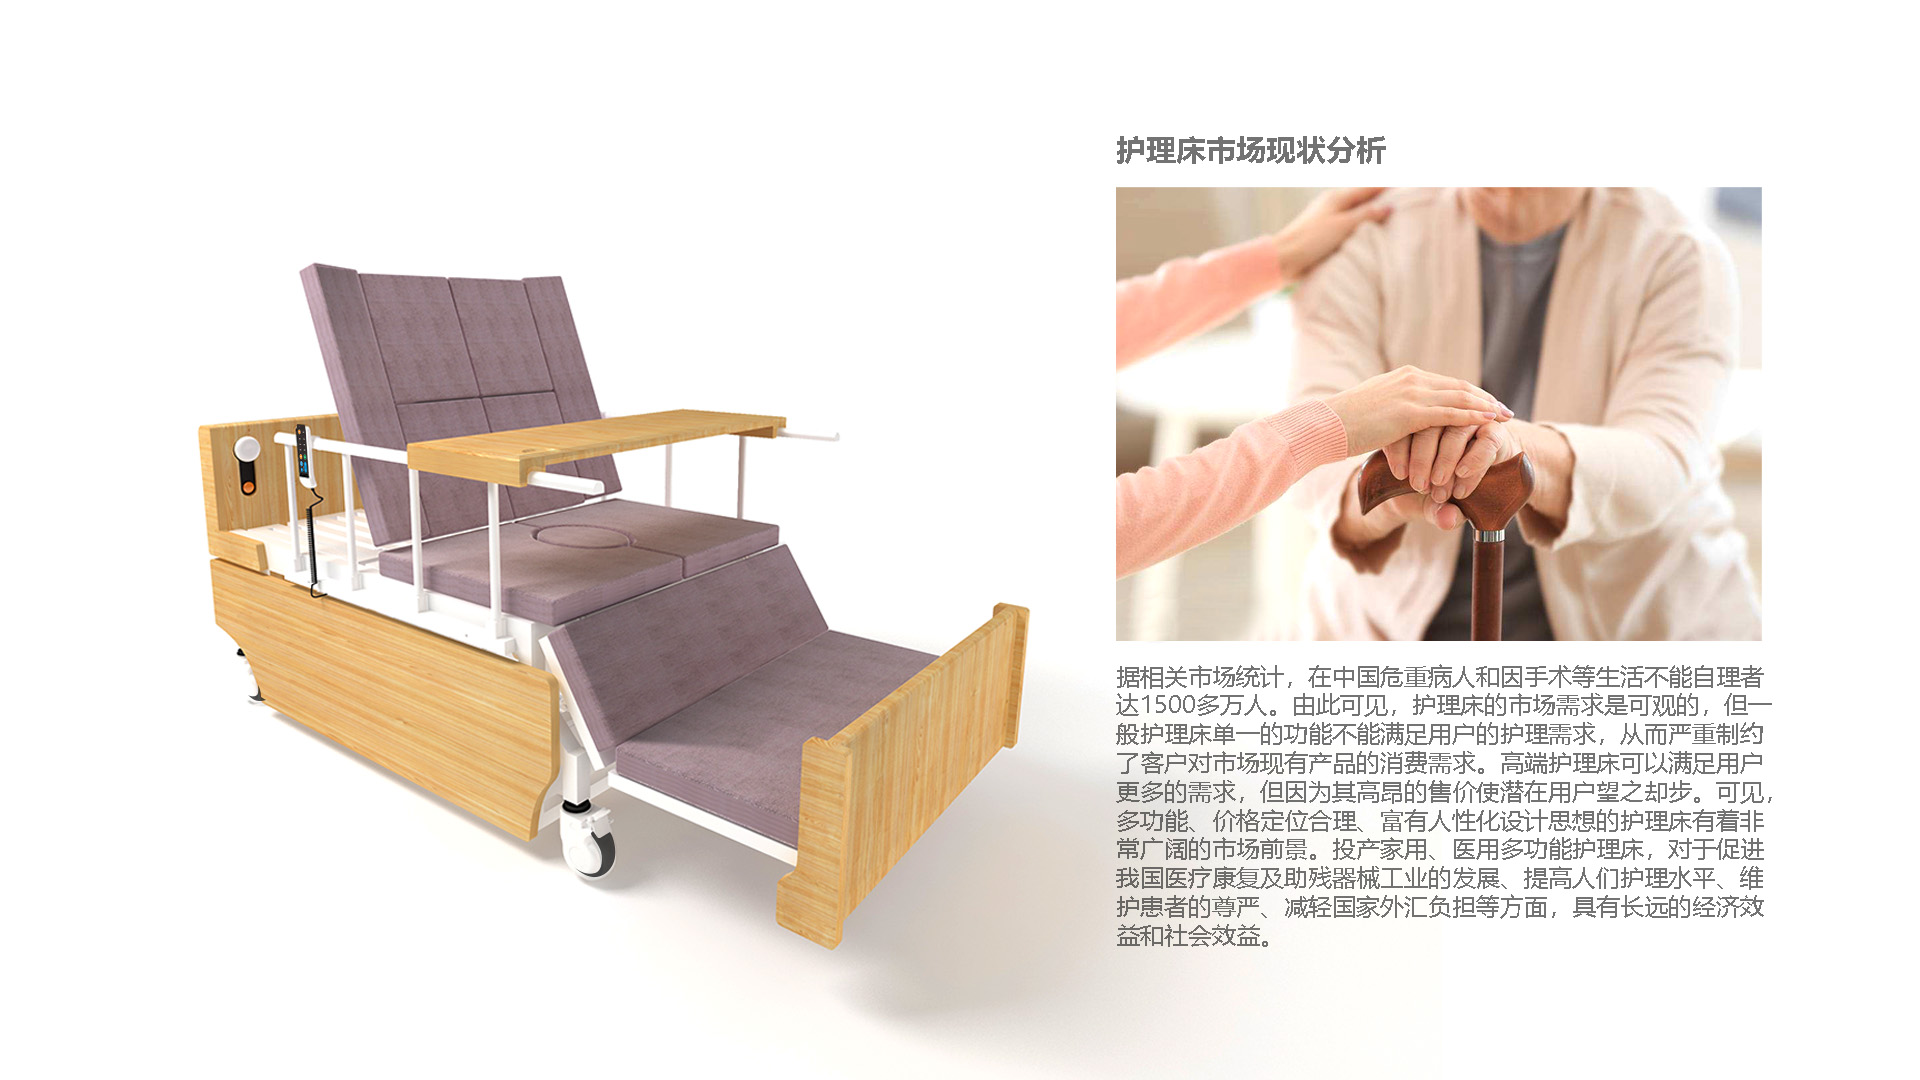 护理床市场现状分析
据相关市场统计，在中国危重病人和因手术等生活不能自理者
达1500多万人。由此可见，护理床的市场需求是可观的，但一
般护理床单一的功能不能满足用户的护理需求，从而严重制约
了客户对市场现有产品的消费需求。高端护理床可以满足用户
更多的需求，但因为其高昂的售价使潜在用户望之却步。可见，
多功能、价格定位合理、富有人性化设计思想的护理床有着非
常广阔的市场前景。投产家用、医用多功能护理床，对于促进
我国医疗康复及助残器械工业的发展、提高人们护理水平、维
护患者的尊严、减轻国家外汇负担等方面，具有长远的经济效
益和社会效益。